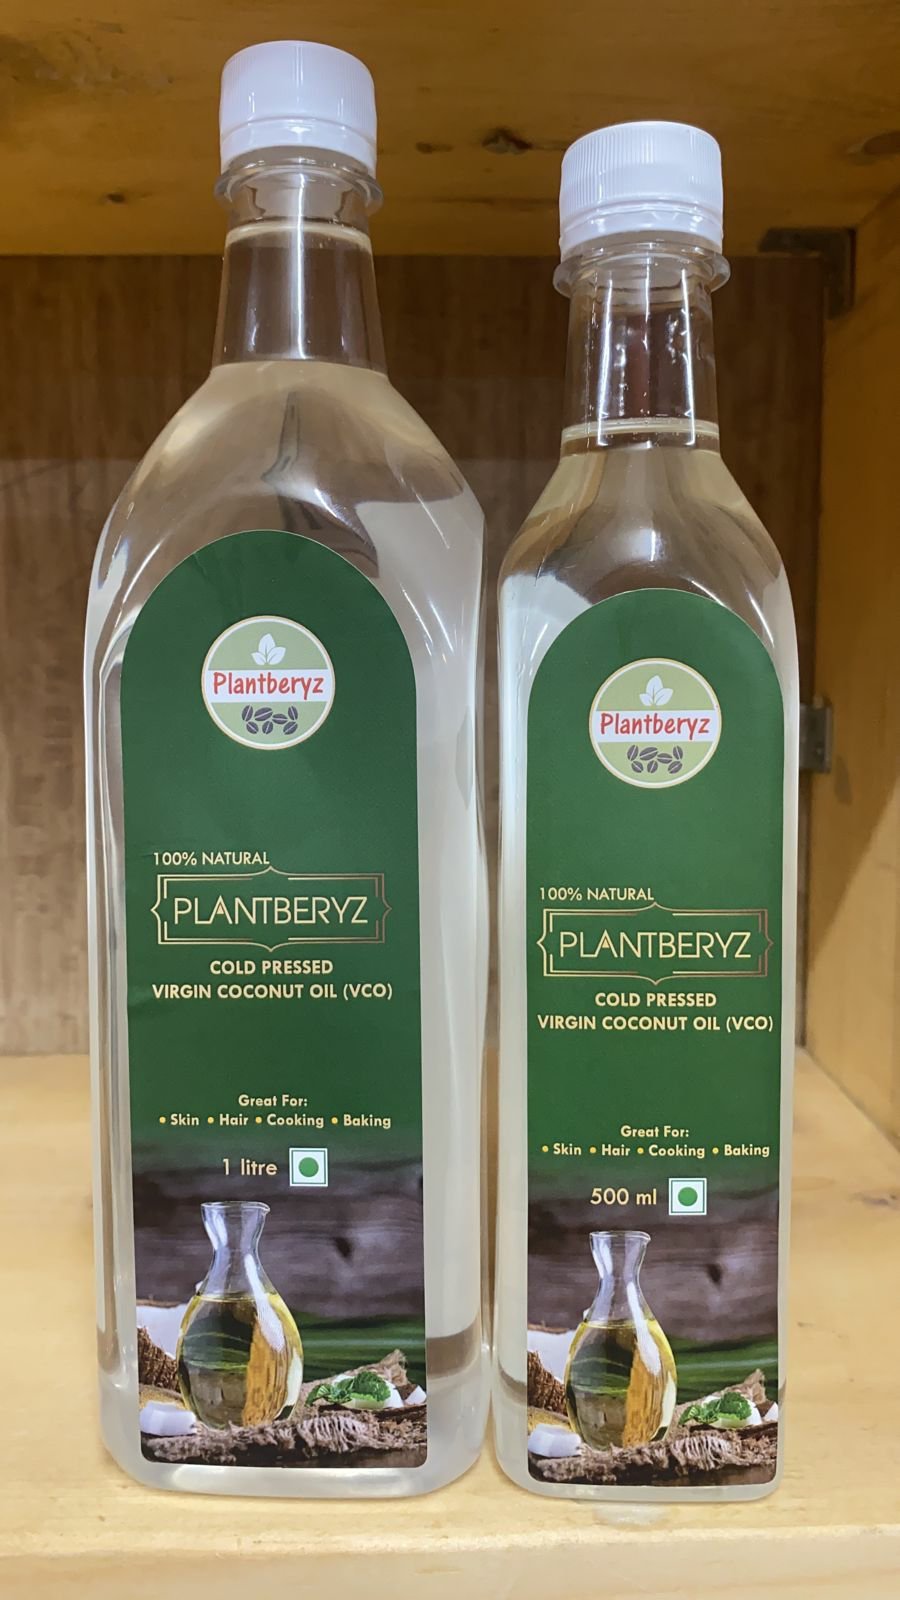 Plantberyz
100% NATURAL
PLANTBERYZ
COLD PRESSED
VIRGIN COCONUT OIL (VCO)
Great For:
• Skin • Hair • Cooking • Baking
1 litre
Plantberyz
100% NATURAL
PLANTBERYZ
COLD PRESSED
VIRGIN COCONUT OIL (VCO)
Great For:
• Skin • Hair • Cooking • Baking
500 ml